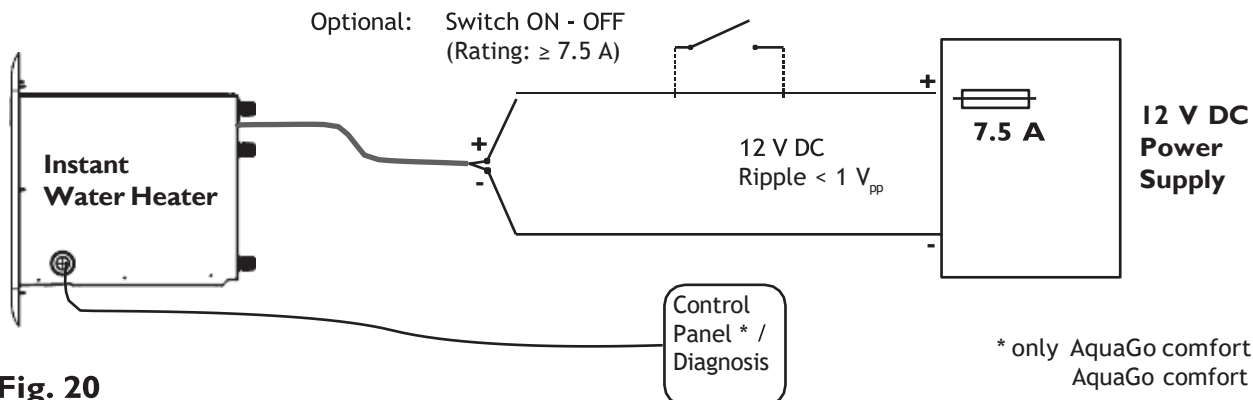 Optional: Switch ON - OFF
(Rating: ≥ 7.5 A)
+
7.5 A
12 V DC
Power
Supply
Instant
Water Heater
+
-
12 V DC
Ripple < 1 Vpp
-
Control
Panel * /
Diagnosis
* only AquaGo comfort
AquaGo comfort
Fig. 20